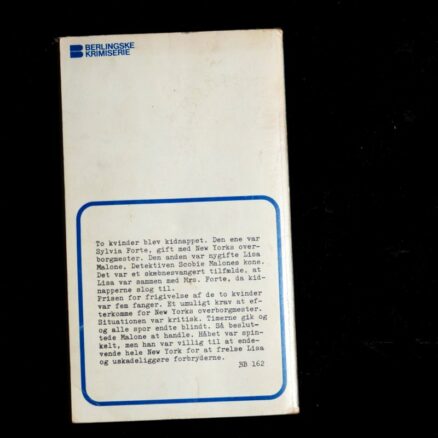 BERLINGSKE
KRIMISERIE
To kvinder blev kidnappet. Den ene var
Sylvia Forte, gift med New Yorks over-
borgmester. Den anden var nygifte Lisa
Malone, Detektiven Scobie Malones kone.
Det var et skæbnesvangert tilfælde, at
Lisa var sammen med Mrs. Forte, da kid-
napperne slog til.
Prisen for frigivelse af de to kvinder
var fem fanger. Et umuligt krav at ef-
terkomme for New Yorks overborgmester.
Situationen var kritisk. Timerne gik og
og alle spor endte blindt. Så beslut-
tede Malone at handle. Håbet var spin-
kelt, men han var villig til at ende-
vende hele New York for at frelse Lisa
og uskadeliggøre forbryderne.
BB 162